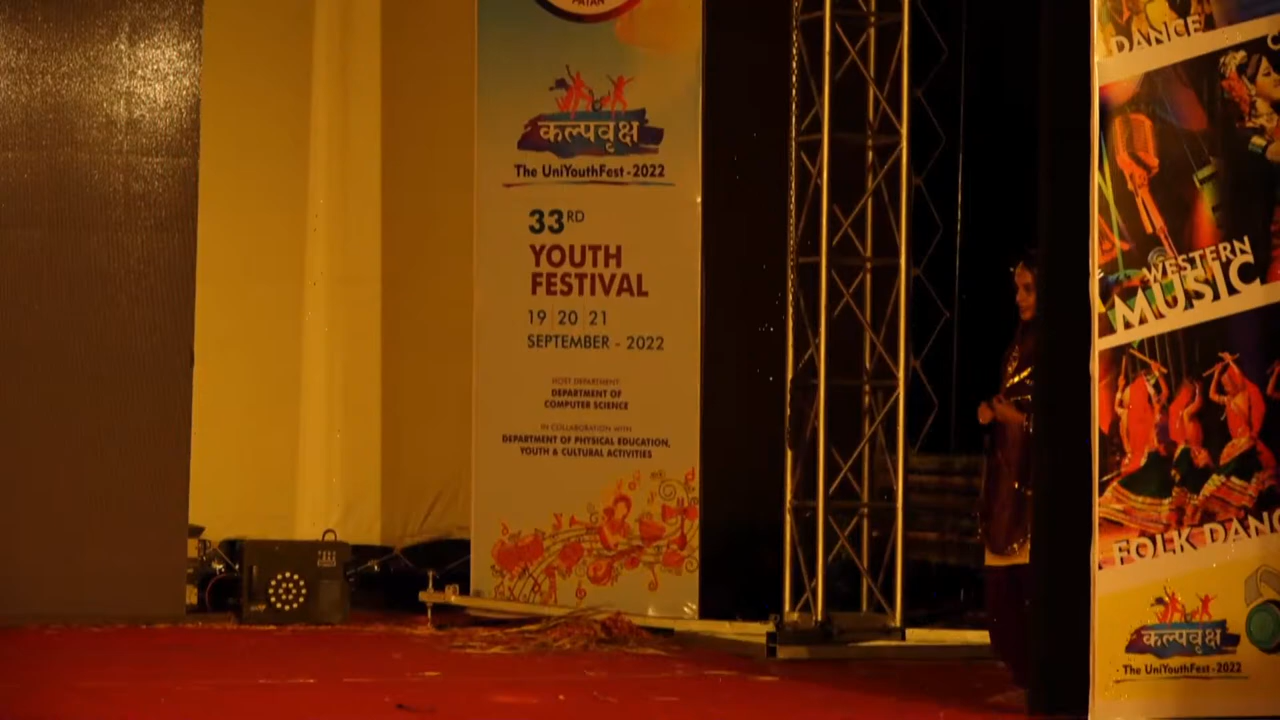 PATAN
कल्पवृक्ष
The UniYouthFest - 2022
33RD
YOUTH
FESTIVAL
19 | 20 | 21
SEPTEMBER - 2022
HOST DEPARTMENT
DEPARTMENT OF
COMPUTER SCIENCE
IN COLLABORATION WITH
DEPARTMENT OF PHYSICAL EDUCATION,
YOUTH & CULTURAL ACTIVITIES
DANCE
WESTERN
MUSIC
FOLK DANC
कल्पवृक्ष
The UniYouthFest - 2022